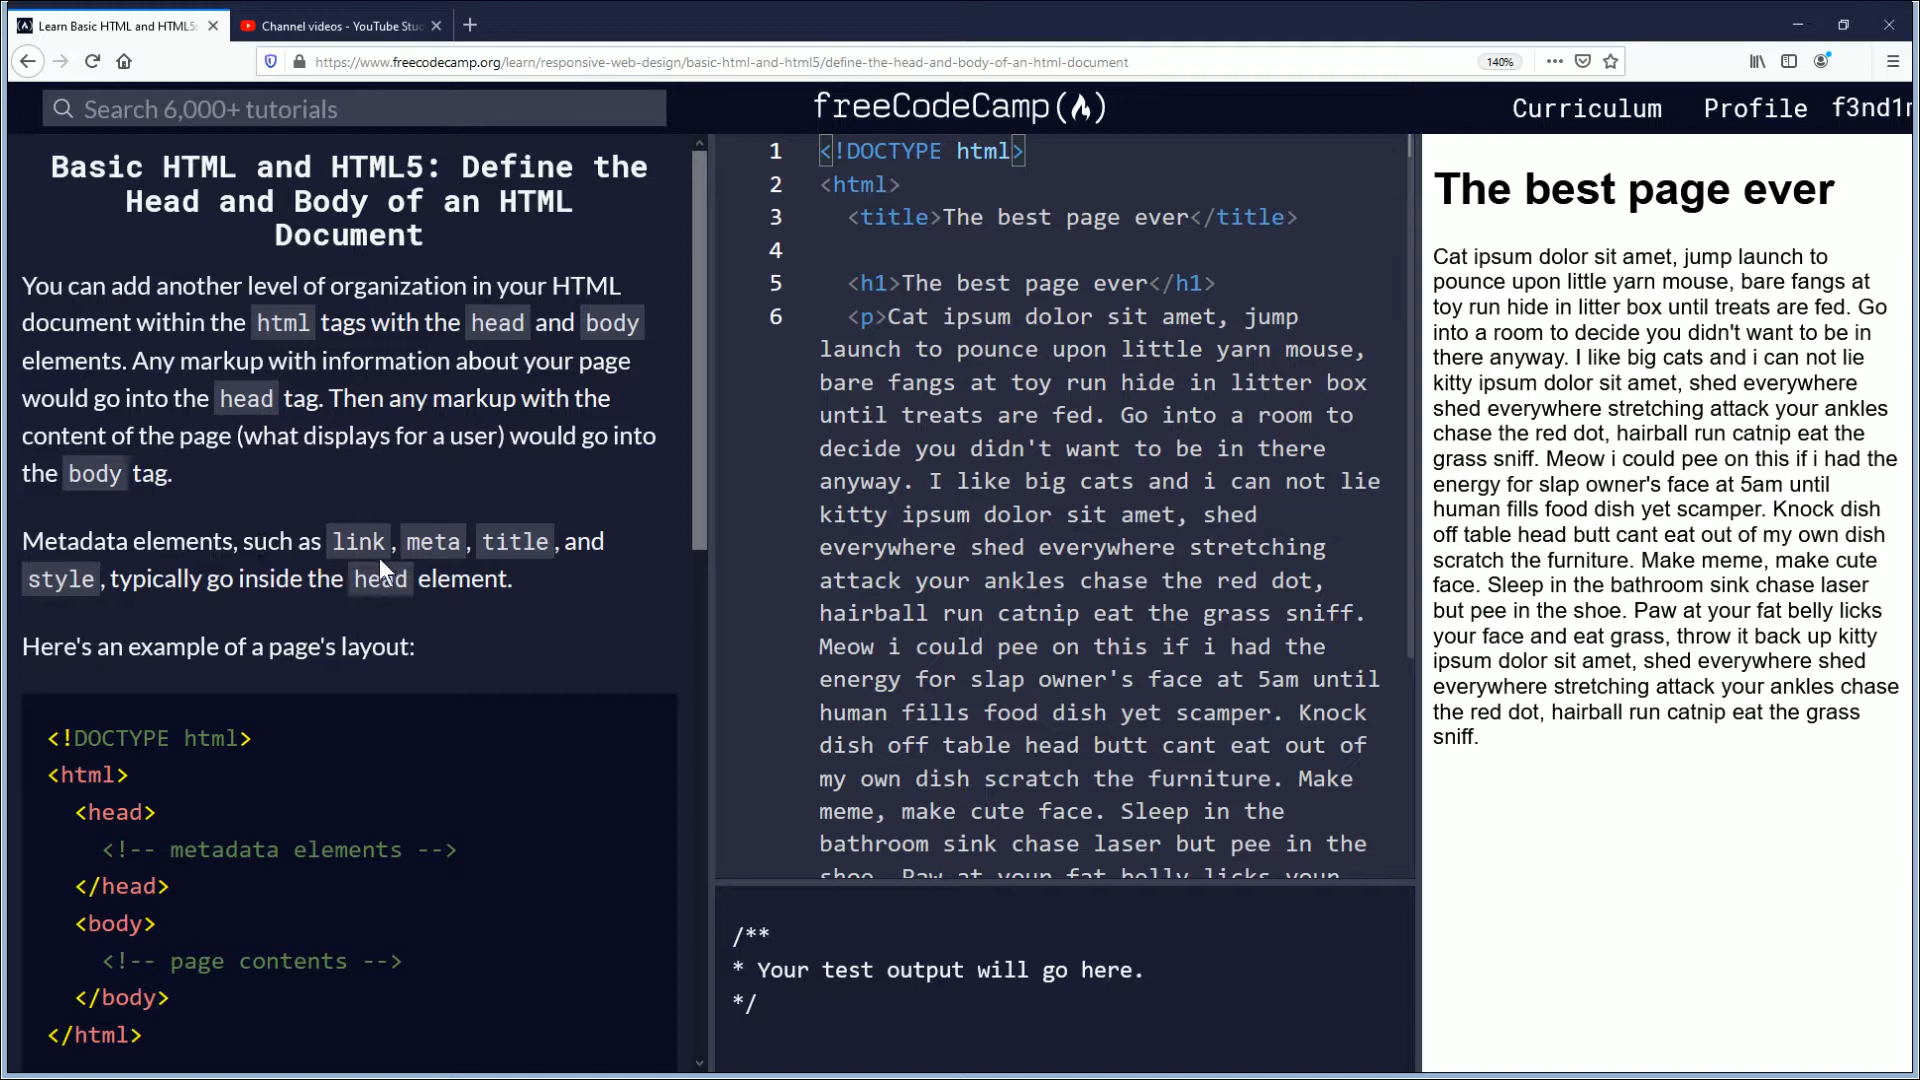 Learn Basic HTML and HTML5:
Channel videos - YouTube Stu
https://www.freecodecamp.org/learn/responsive-web-design/basic-html-and-html5/define-the-head-and-body-of-an-html-document
140%
Search 6,000+ tutorials
freeCodeCamp
Curriculum
Profile
Basic HTML and HTML5: Define the
Head and Body of an HTML
Document
You can add another level of organization in your HTML
document within the html tags with the head and body
elements. Any markup with information about your page
would go into the head tag. Then any markup with the
content of the page (what displays for a user) would go into
the body tag.
Metadata elements, such as link, meta, title, and
style, typically go inside the head element.
Here's an example of a page's layout:
<!DOCTYPE html>
<html>
<head>
<!-- metadata elements -->
</head>
<body>
<!-- page contents -->
</body>
</html>
1 <!DOCTYPE html>
2 <html>
3 <title>The best page ever</title>
4
5 <h1>The best page ever</h1>
6 <p>Cat ipsum dolor sit amet, jump
launch to pounce upon little yarn mouse,
bare fangs at toy run hide in litter box
until treats are fed. Go into a room to
decide you didn't want to be in there
anyway. I like big cats and i can not lie
kitty ipsum dolor sit amet, shed
everywhere shed everywhere stretching
attack your ankles chase the red dot,
hairball run catnip eat the grass sniff.
Meow i could pee on this if i had the
energy for slap owner's face at 5am until
human fills food dish yet scamper. Knock
dish off table head butt cant eat out of
my own dish scratch the furniture. Make
meme, make cute face. Sleep in the
bathroom sink chase laser but pee in the
shoe. Paw at your fat belly licks your
/**
* Your test output will go here.
*/
The best page ever
Cat ipsum dolor sit amet, jump launch to
pounce upon little yarn mouse, bare fangs at
toy run hide in litter box until treats are fed. Go
into a room to decide you didn't want to be in
there anyway. I like big cats and i can not lie
kitty ipsum dolor sit amet, shed everywhere
shed everywhere stretching attack your ankles
chase the red dot, hairball run catnip eat the
grass sniff. Meow i could pee on this if i had the
energy for slap owner's face at 5am until
human fills food dish yet scamper. Knock dish
off table head butt cant eat out of my own dish
scratch the furniture. Make meme, make cute
face. Sleep in the bathroom sink chase laser
but pee in the shoe. Paw at your fat belly licks
your face and eat grass, throw it back up kitty
ipsum dolor sit amet, shed everywhere shed
everywhere stretching attack your ankles chase
the red dot, hairball run catnip eat the grass
sniff.